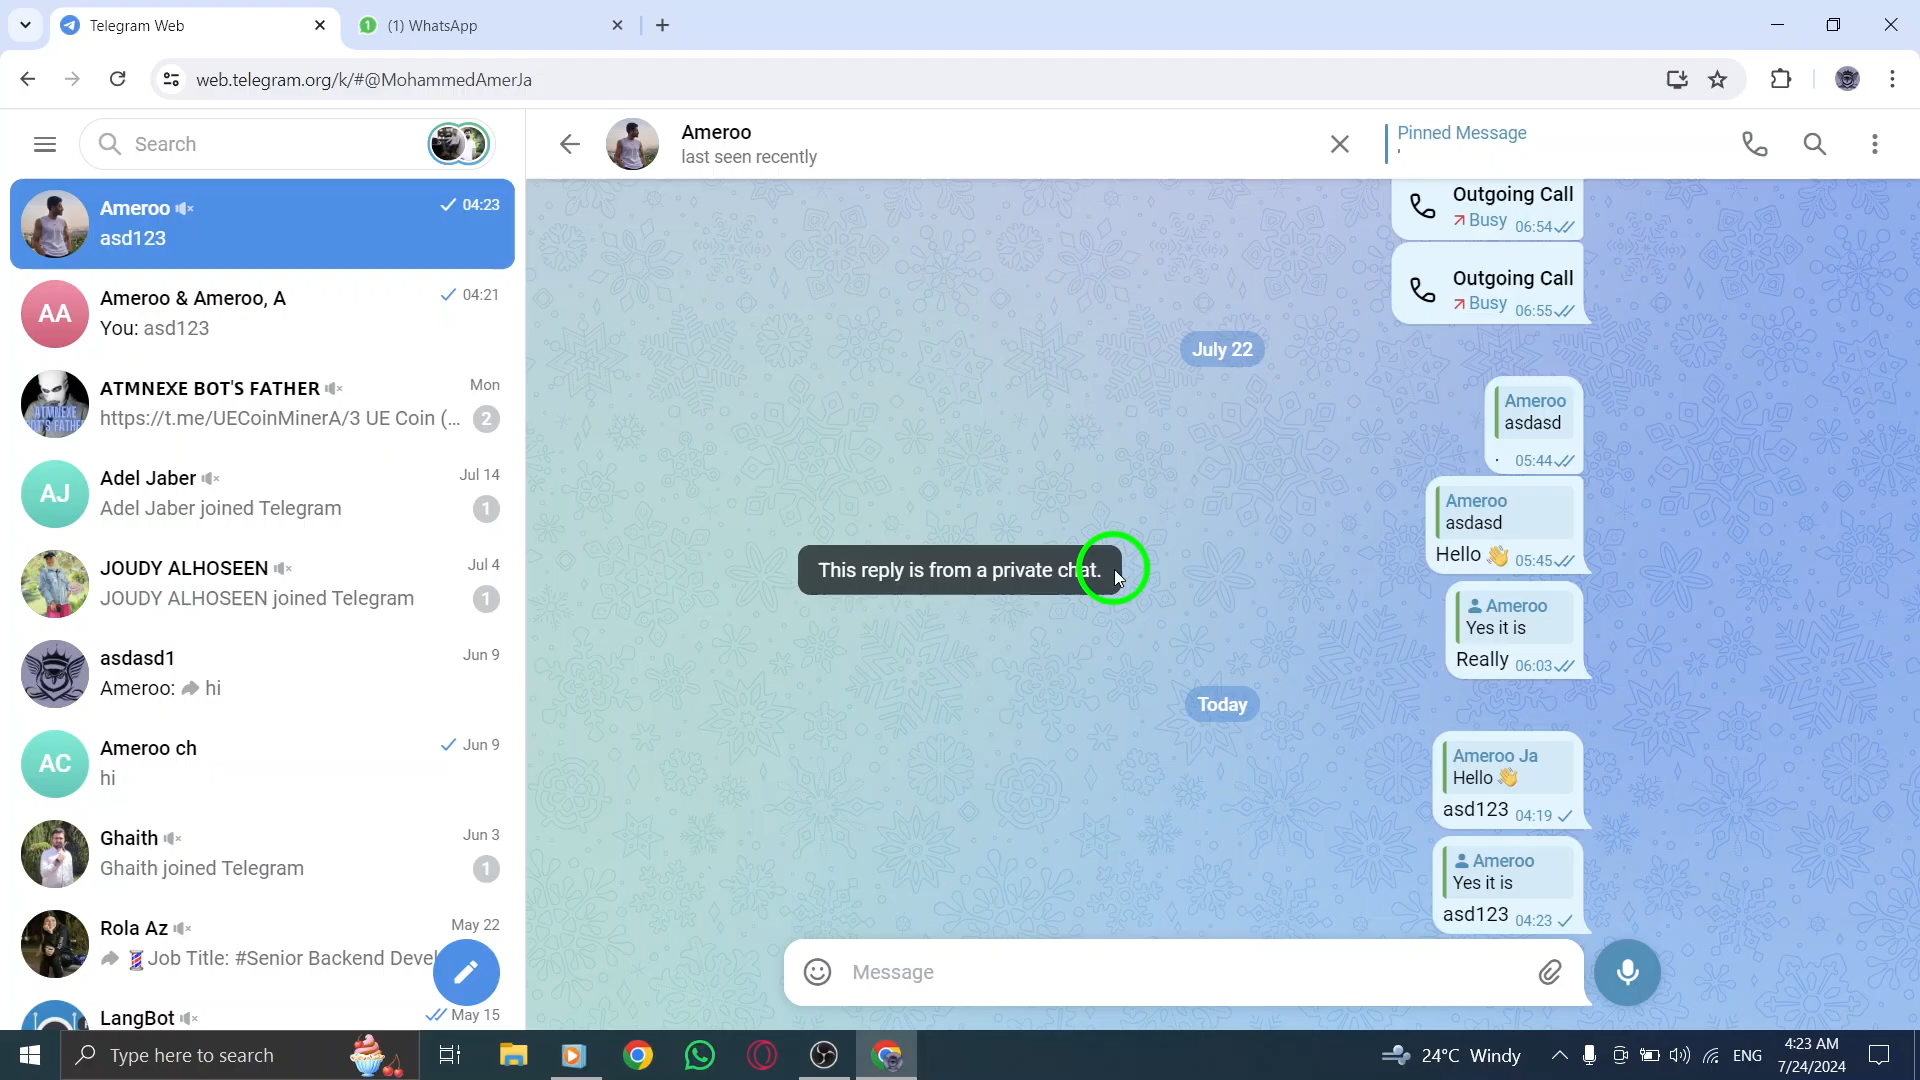 Telegram Web
(1) WhatsApp
web.telegram.org/k/#@MohammedAmerJa
Search
Ameroo
04:23
asd123
AA
Ameroo & Ameroo, A
04:21
You: asd123
ATMNEXE BOT'S FATHER
Mon
https://t.me/UECoinMinerA/3 UE Coin (...
2
AJ
Adel Jaber
Jul 14
Adel Jaber joined Telegram
1
JOUDY ALHOSEEN
Jul 4
JOUDY ALHOSEEN joined Telegram
1
asdasd1
Jun 9
Ameroo: hi
AC
Ameroo ch
Jun 9
hi
Ghaith
Jun 3
Ghaith joined Telegram
1
Rola Az
May 22
💈Job Title: #Senior Backend Devel
LangBot
May 15
Ameroo
last seen recently
Pinned Message
.
Outgoing Call
Busy 06:54
Outgoing Call
Busy 06:55
July 22
Ameroo
asdasd
. 05:44
Ameroo
asdasd
Hello 👋 05:45
This reply is from a private chat.
Ameroo
Yes it is
Really 06:03
Today
Ameroo Ja
Hello 👋
asd123 04:19
Ameroo
Yes it is
asd123 04:23
Message
Type here to search
24°C Windy
ENG
4:23 AM
7/24/2024